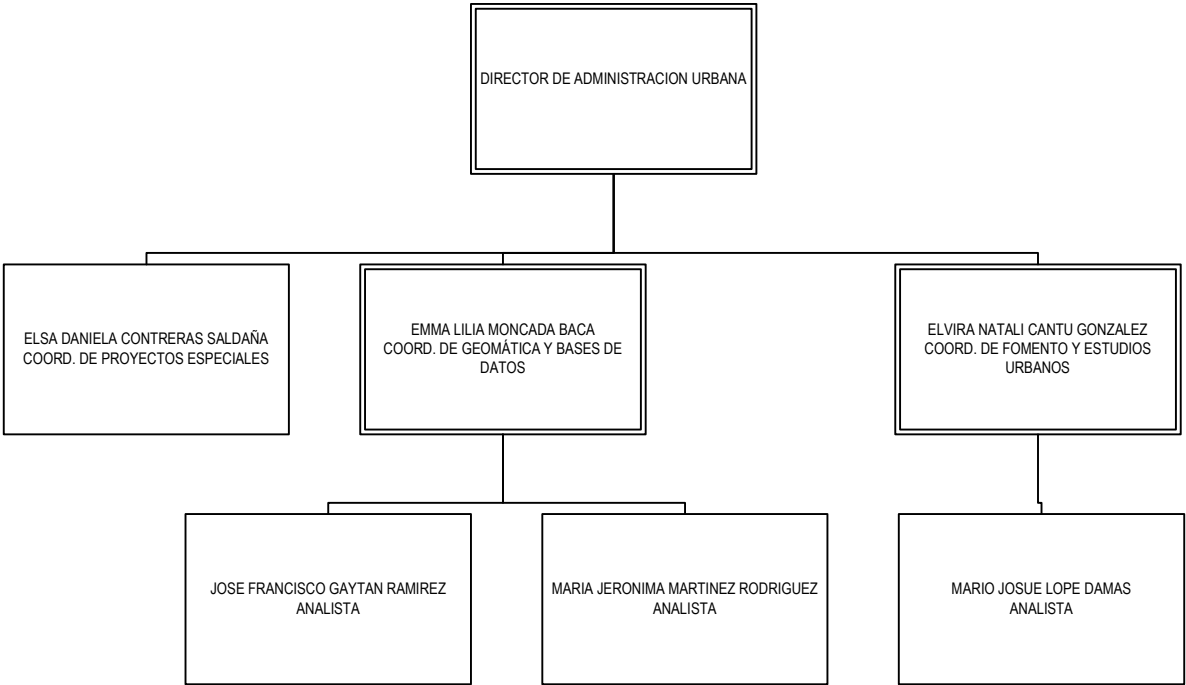 DIRECTOR DE ADMINISTRACION URBANA
ELSA DANIELA CONTRERAS SALDAÑA
COORD. DE PROYECTOS ESPECIALES
EMMA LILIA MONCADA BACA
COORD. DE GEOMÁTICA Y BASES DE
DATOS
ELVIRA NATALI CANTU GONZALEZ
COORD. DE FOMENTO Y ESTUDIOS
URBANOS
JOSE FRANCISCO GAYTAN RAMIREZ
ANALISTA
MARIA JERONIMA MARTINEZ RODRIGUEZ
ANALISTA
MARIO JOSUE LOPE DAMAS
ANALISTA